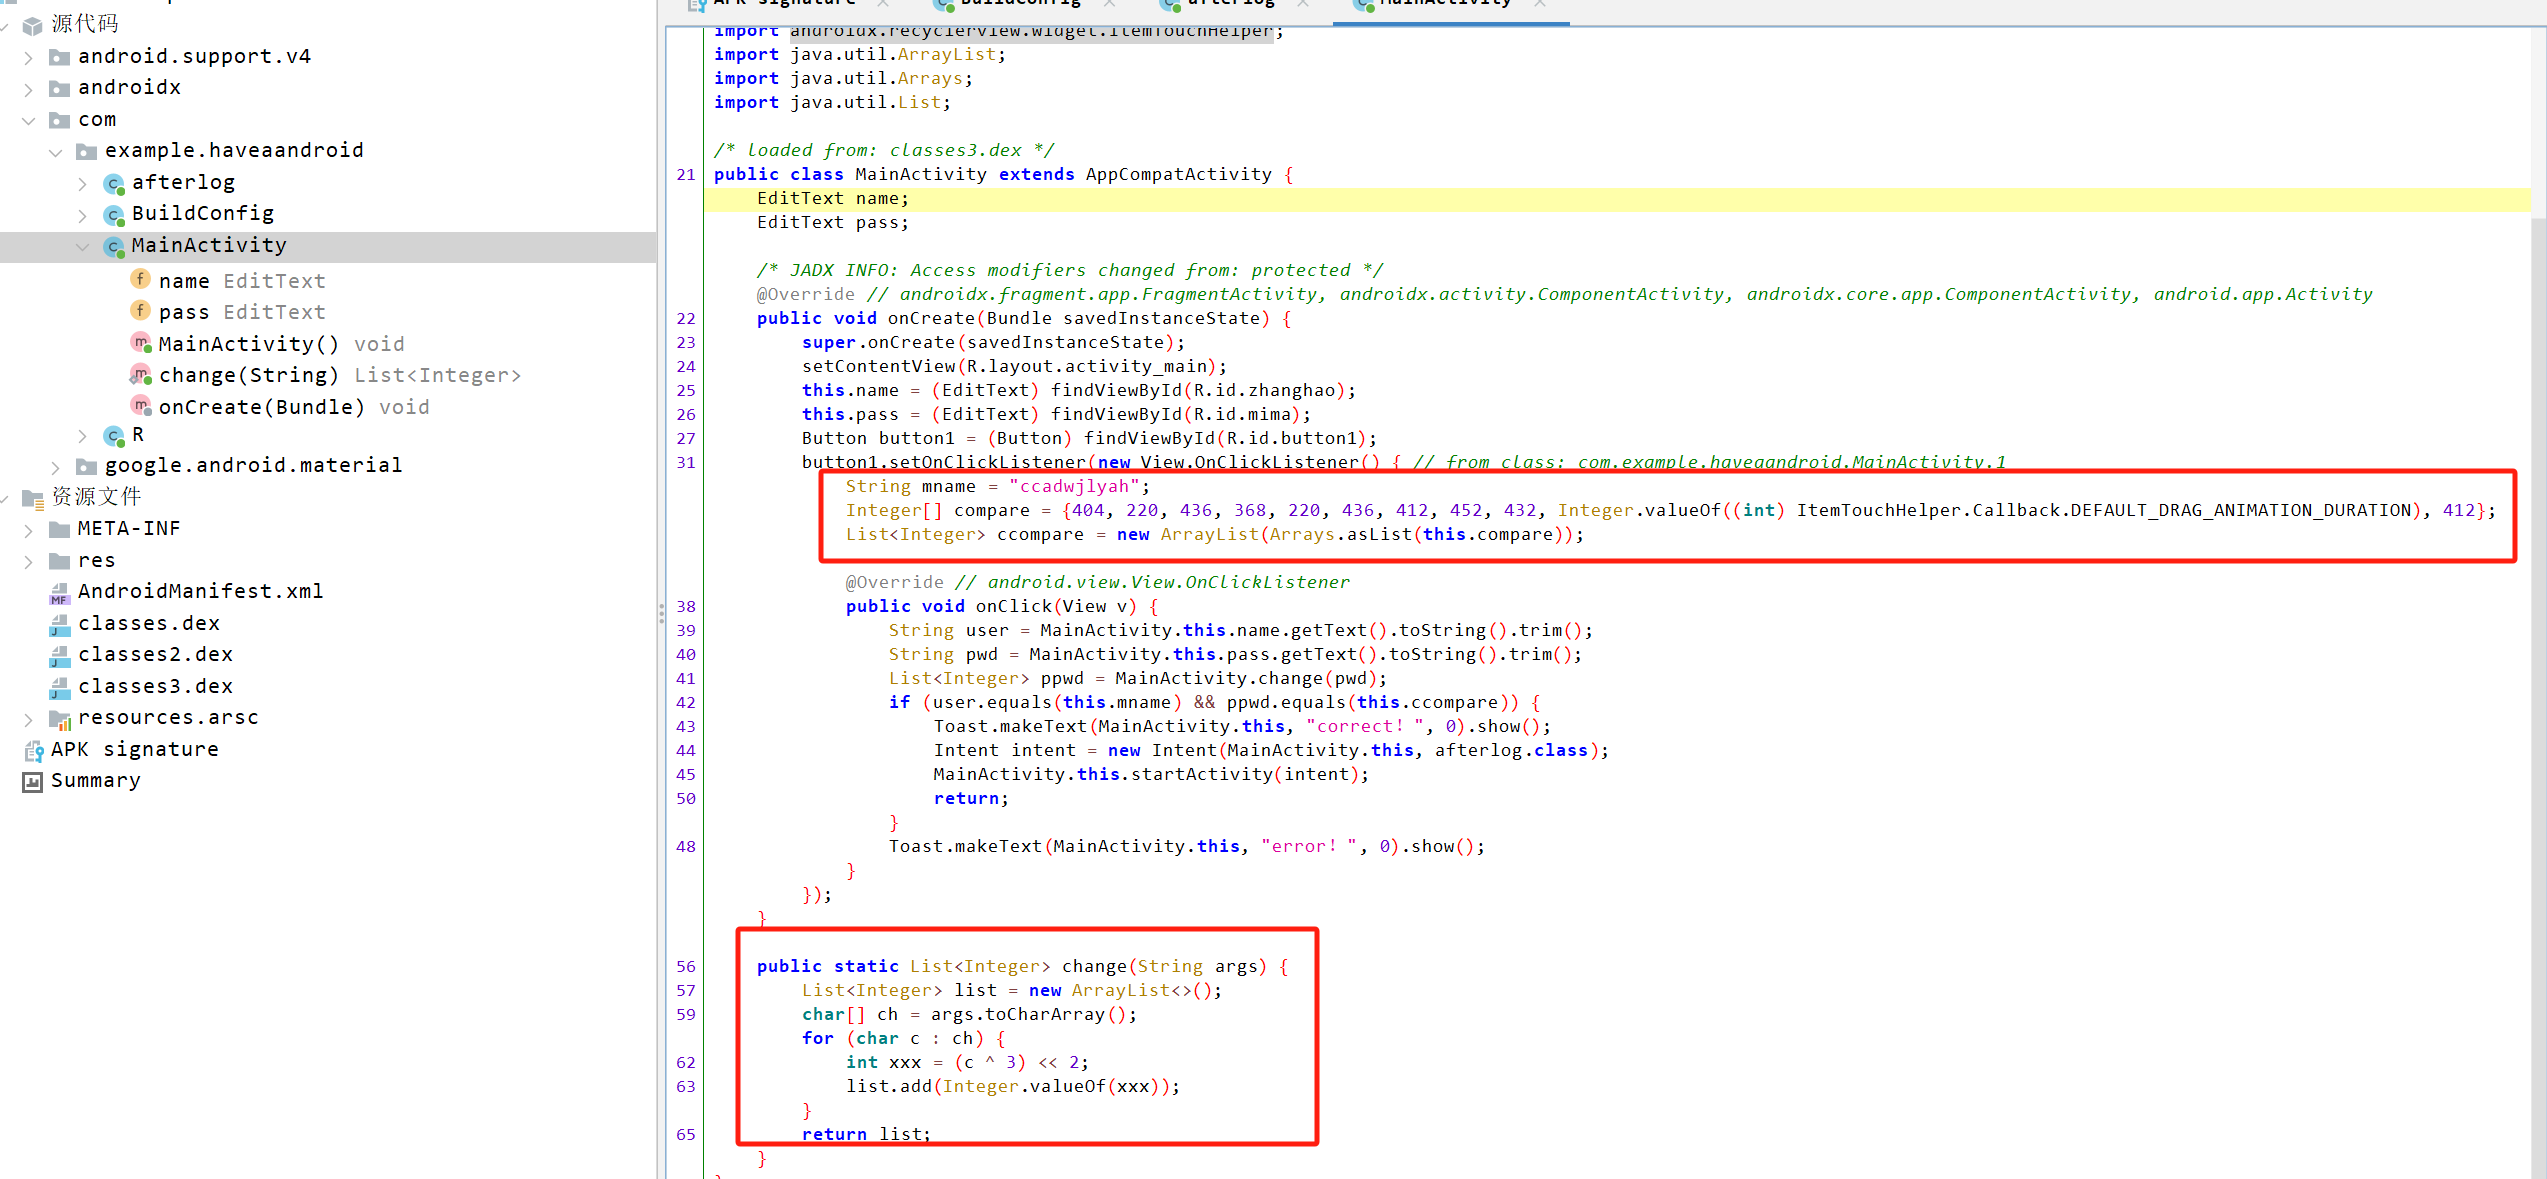 源代码
android.support.v4
androidx
com
example.haveaandroid
afterlog
BuildConfig
MainActivity
name EditText
pass EditText
MainActivity() void
change(String) List<Integer>
onCreate(Bundle) void
R
google.android.material
资源文件
META-INF
res
AndroidManifest.xml
classes.dex
classes2.dex
classes3.dex
resources.arsc
APK signature
Summary
APK signature BuildConfig afterlog MainActivity
import androidx.recyclerview.widget.ItemTouchHelper;
import java.util.ArrayList;
import java.util.Arrays;
import java.util.List;
/* loaded from: classes3.dex */
21 public class MainActivity extends AppCompatActivity {
EditText name;
EditText pass;
/* JADX INFO: Access modifiers changed from: protected */
@Override // androidx.fragment.app.FragmentActivity, androidx.activity.ComponentActivity, androidx.core.app.ComponentActivity, android.app.Activity
22 public void onCreate(Bundle savedInstanceState) {
23 super.onCreate(savedInstanceState);
24 setContentView(R.layout.activity_main);
25 this.name = (EditText) findViewById(R.id.zhanghao);
26 this.pass = (EditText) findViewById(R.id.mima);
27 Button button1 = (Button) findViewById(R.id.button1);
31 button1.setOnClickListener(new View.OnClickListener() { // from class: com.example.haveaandroid.MainActivity.1
String mname = "ccadwjlyah";
Integer[] compare = {404, 220, 436, 368, 220, 436, 412, 452, 432, Integer.valueOf((int) ItemTouchHelper.Callback.DEFAULT_DRAG_ANIMATION_DURATION), 412};
List<Integer> ccompare = new ArrayList(Arrays.asList(this.compare));
@Override // android.view.View.OnClickListener
38 public void onClick(View v) {
39 String user = MainActivity.this.name.getText().toString().trim();
40 String pwd = MainActivity.this.pass.getText().toString().trim();
41 List<Integer> ppwd = MainActivity.change(pwd);
42 if (user.equals(this.mname) && ppwd.equals(this.ccompare)) {
43 Toast.makeText(MainActivity.this, "correct！", 0).show();
44 Intent intent = new Intent(MainActivity.this, afterlog.class);
45 MainActivity.this.startActivity(intent);
50 return;
}
48 Toast.makeText(MainActivity.this, "error！", 0).show();
}
});
}
56 public static List<Integer> change(String args) {
57 List<Integer> list = new ArrayList<>();
59 char[] ch = args.toCharArray();
for (char c : ch) {
62 int xxx = (c ^ 3) << 2;
63 list.add(Integer.valueOf(xxx));
}
65 return list;
}